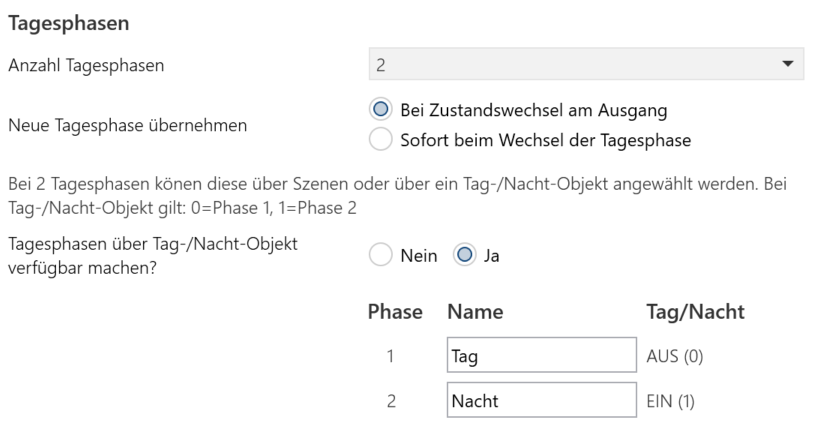 Tagesphasen
Anzahl Tagesphasen
2
Neue Tagesphase übernehmen
Bei Zustandswechsel am Ausgang
Sofort beim Wechsel der Tagesphase
Bei 2 Tagesphasen könen diese über Szenen oder über ein Tag-/Nacht-Objekt angewählt werden. Bei
Tag-/Nacht-Objekt gilt: 0=Phase 1, 1=Phase 2
Tagesphasen über Tag-/Nacht-Objekt
verfügbar machen?
Nein Ja
Phase Name Tag/Nacht
1 Tag AUS (0)
2 Nacht EIN (1)